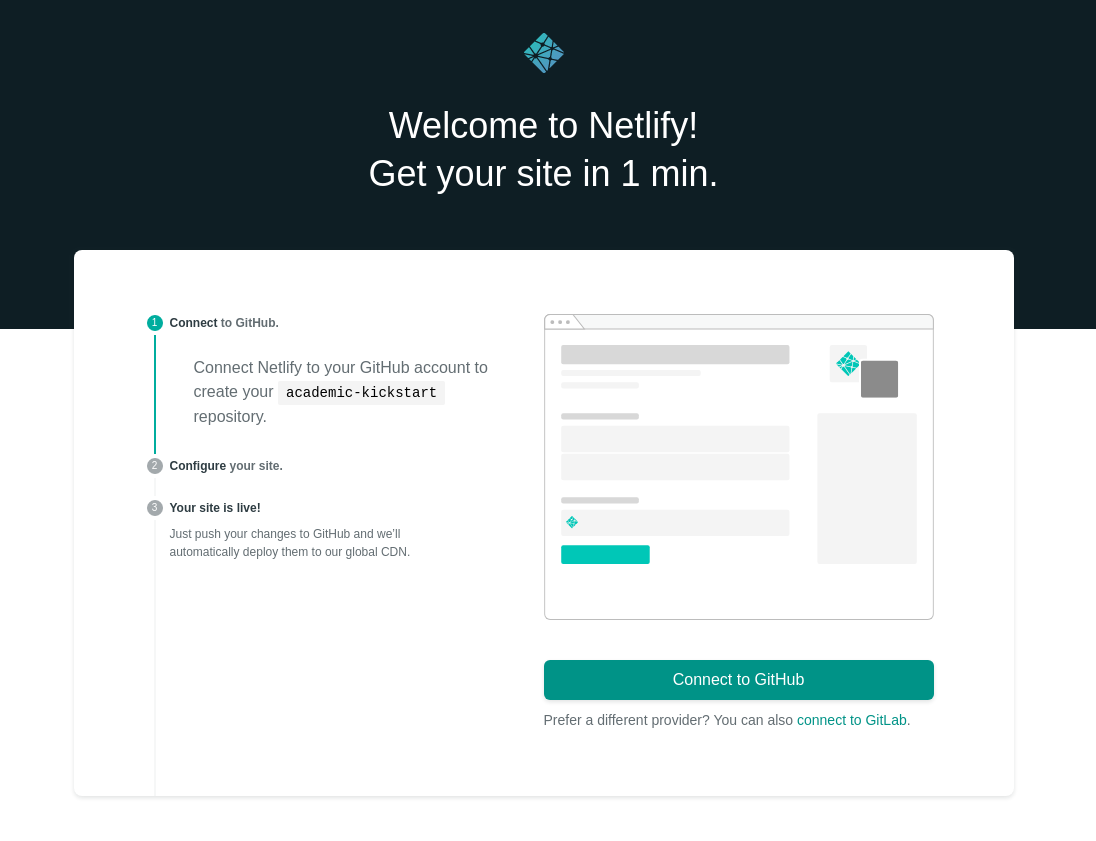 Welcome to Netlify!
Get your site in 1 min.
1 Connect to GitHub.
Connect Netlify to your GitHub account to
create your academic-kickstart
repository.
2 Configure your site.
3 Your site is live!
Just push your changes to GitHub and we'll
automatically deploy them to our global CDN.
Connect to GitHub
Prefer a different provider? You can also connect to GitLab.